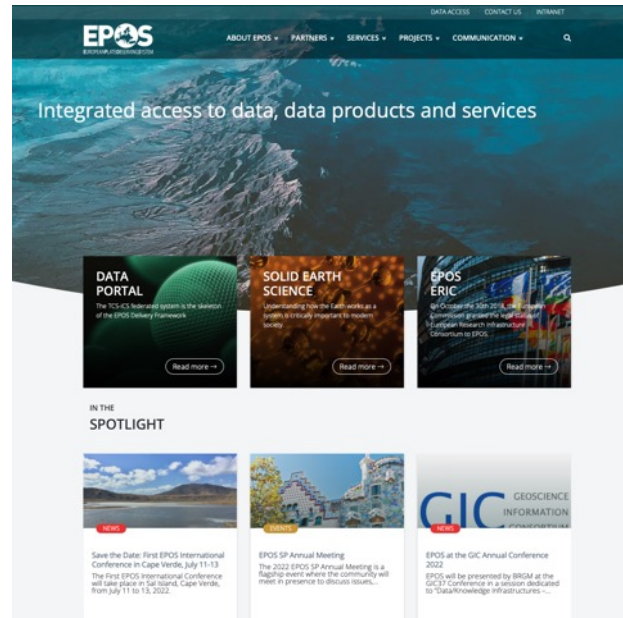 DATA ACCESS CONTACT US INTRANET
EPOS
EUROPEAN PLATE OBSERVING SYSTEM
ABOUT EPOS PARTNERS SERVICES PROJECTS COMMUNICATION
Integrated access to data, data products and services
DATA
PORTAL
The TCS-ICS federated system is the skeleton
of the EPOS Delivery Framework
Read more →
SOLID EARTH
SCIENCE
Understanding how the Earth works as a
system is critically important to modern
society
Read more →
EPOS
ERIC
On October the 30th 2018, the European
Commission granted the legal status of
European Research Infrastructure
Consortium to EPOS.
Read more →
IN THE
SPOTLIGHT
NEWS
Save the Date: First EPOS International
Conference in Cape Verde, July 11-13
The First EPOS International Conference
will take place in Sal Island, Cape Verde,
from July 11 to 13, 2022.
EVENTS
EPOS SP Annual Meeting
The 2022 EPOS SP Annual Meeting is a
flagship event where the community will
meet in presence to discuss issues,...
GIC
GEOSCIENCE
INFORMATION
CONSORTIUM
NEWS
EPOS at the GIC Annual Conference
2022
EPOS will be presented by BRGM at the
GIC37 Conference in a session dedicated
to "Data/Knowledge infrastructures –...